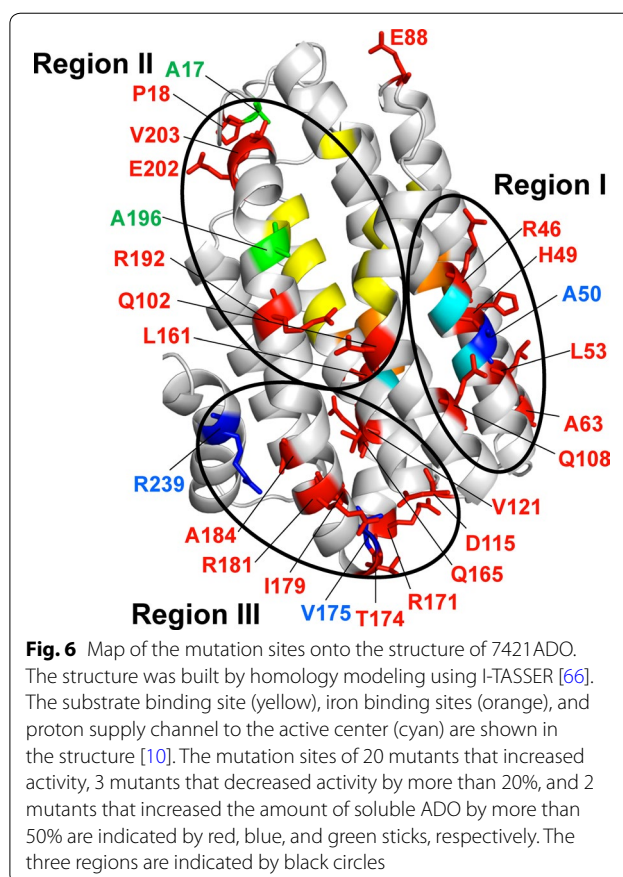 E88
Region II
A17
P18
V203
E202
Region I
A196
R46
H49
R192
A50
Q102
L161
L53
A63
Q108
R239
V121
A184
D115
R181
Q165
I179
R171
Region III
V175
T174
Fig. 6 Map of the mutation sites onto the structure of 7421ADO.
The structure was built by homology modeling using I-TASSER [66].
The substrate binding site (yellow), iron binding sites (orange), and
proton supply channel to the active center (cyan) are shown in
the structure [10]. The mutation sites of 20 mutants that increased
activity, 3 mutants that decreased activity by more than 20%, and 2
mutants that increased the amount of soluble ADO by more than
50% are indicated by red, blue, and green sticks, respectively. The
three regions are indicated by black circles